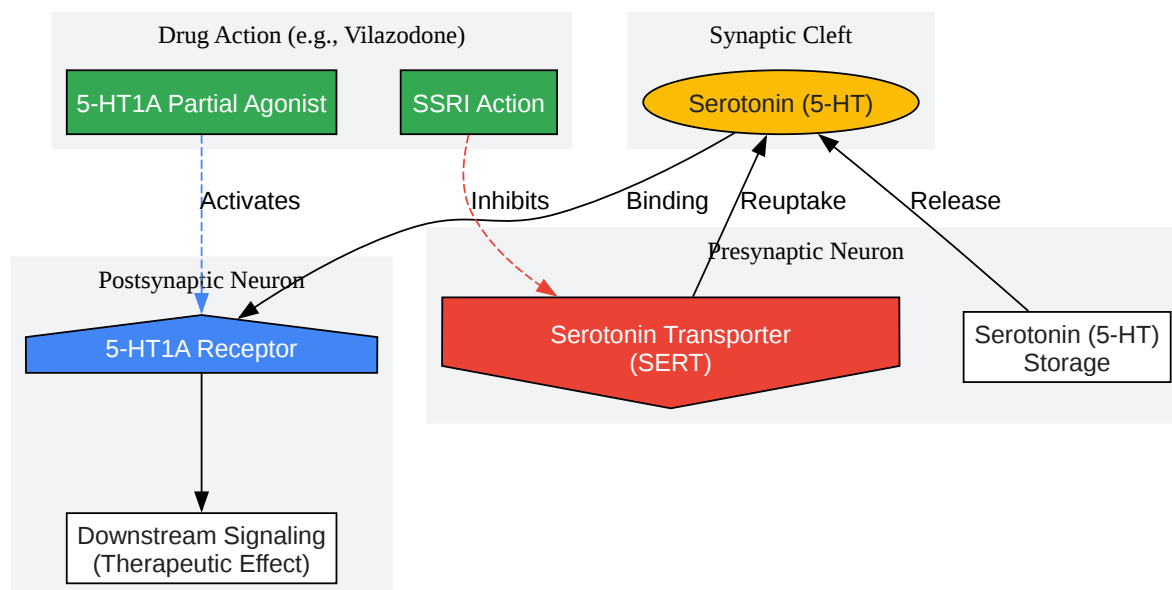 Drug Action (e.g., Vilazodone)
Synaptic Cleft
5-HT1A Partial Agonist
SSRI Action
Serotonin (5-HT)
Activates
Inhibits
Binding
Reuptake
Release
Presynaptic Neuron
Postsynaptic Neuron
5-HT1A Receptor
Serotonin Transporter
(SERT)
Serotonin (5-HT)
Storage
Downstream Signaling
(Therapeutic Effect)